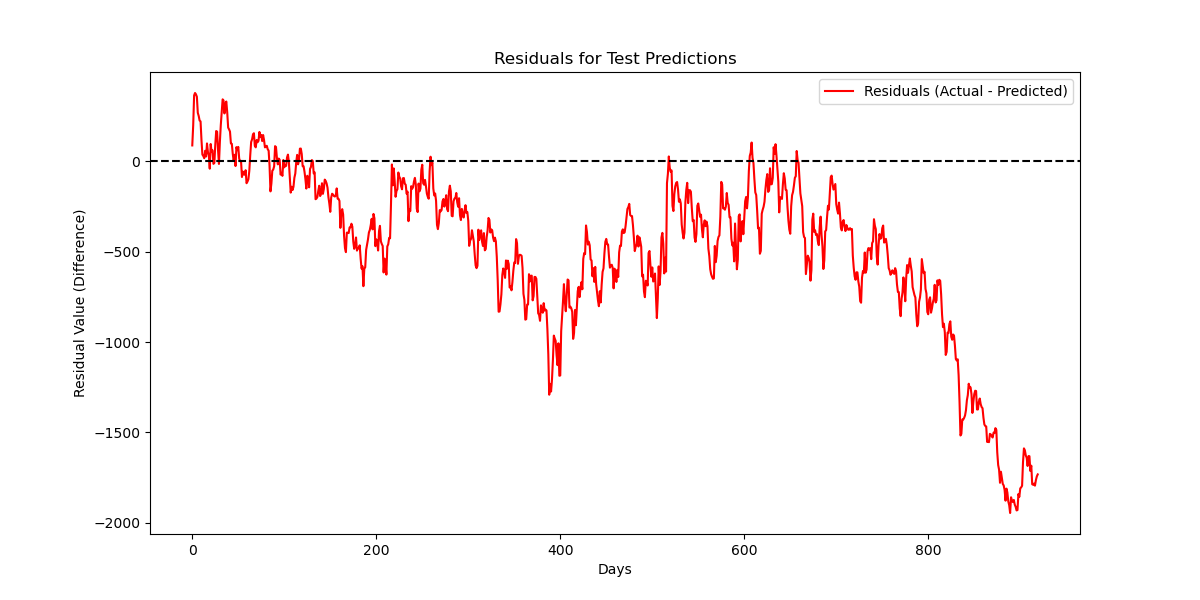 Residuals for Test Predictions
Residuals (Actual - Predicted)
Residual Value (Difference)
0
−500
−1000
−1500
−2000
0
200
400
600
800
Days